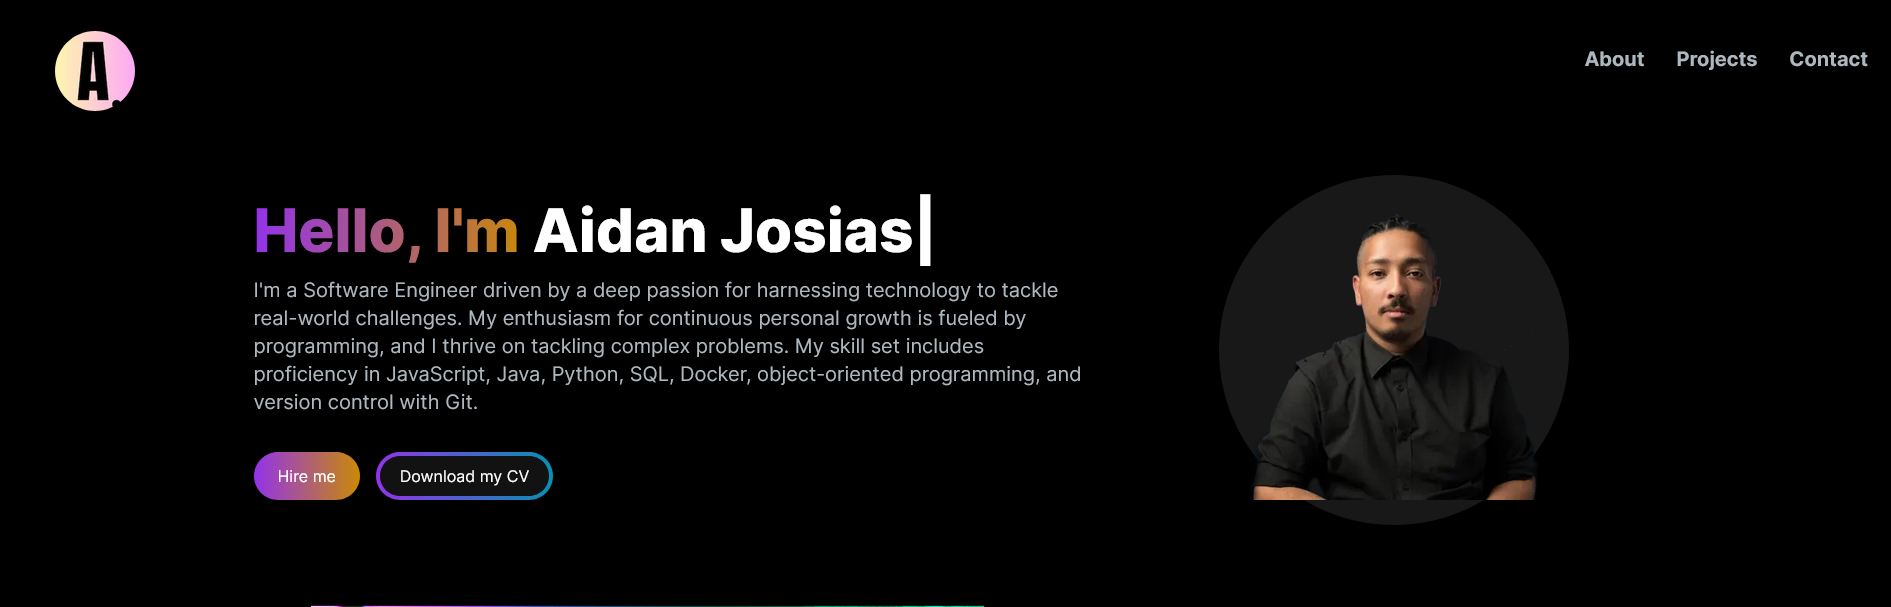 A.
About Projects Contact
Hello, I'm Aidan Josias|
I'm a Software Engineer driven by a deep passion for harnessing technology to tackle
real-world challenges. My enthusiasm for continuous personal growth is fueled by
programming, and I thrive on tackling complex problems. My skill set includes
proficiency in JavaScript, Java, Python, SQL, Docker, object-oriented programming, and
version control with Git.
Hire me
Download my CV